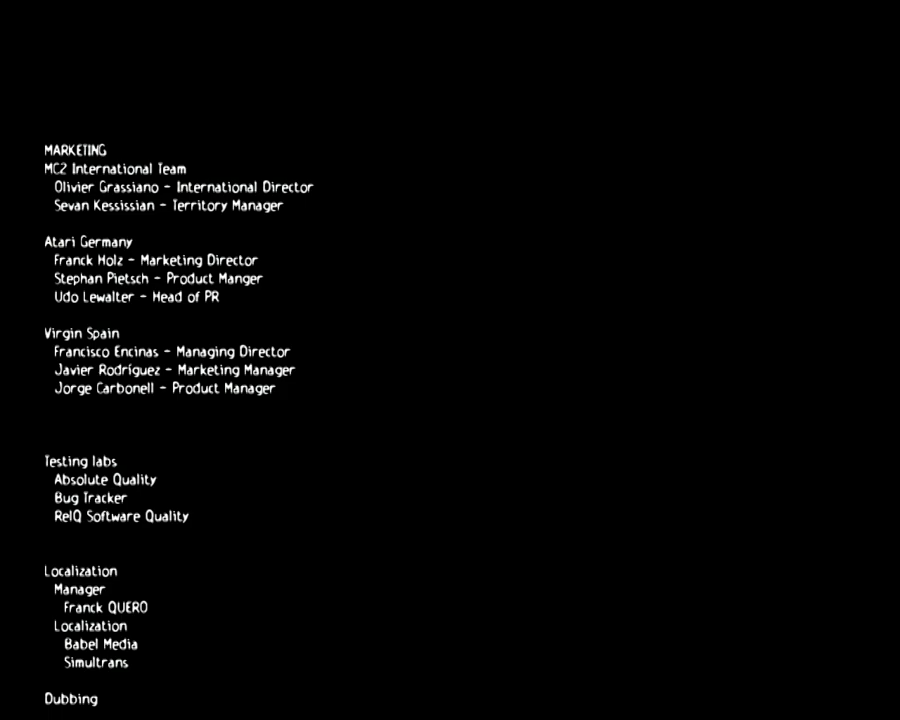 MARKETING
MC2 International Team
Olivier Grassiano - International Director
Sevan Kessissian - Territory Manager
Atari Germany
Franck Holz - Marketing Director
Stephan Pietsch - Product Manger
Udo Lewalter - Head of PR
Virgin Spain
Francisco Encinas - Managing Director
Javier Rodríguez - Marketing Manager
Jorge Carbonell - Product Manager
Testing labs
Absolute Quality
Bug Tracker
RelQ Software Quality
Localization
Manager
Franck QUERO
Localization
Babel Media
Simultrans
Dubbing